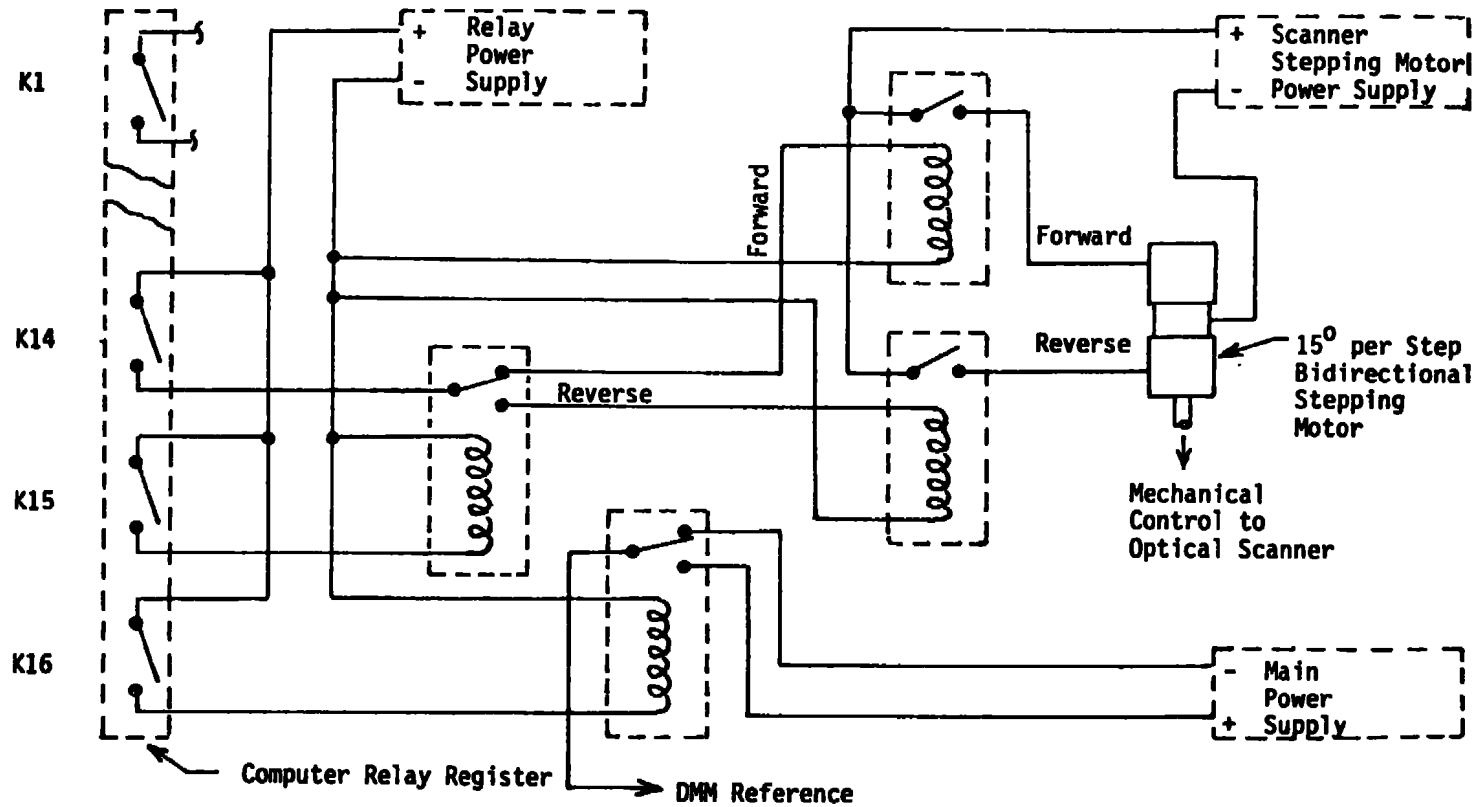 K1
+ Relay
Power
- Supply
+ Scanner
Stepping Motor
- Power Supply
Forward
Forward
K14
Reverse
Reverse
15° per Step
Bidirectional
Stepping
Motor
K15
Mechanical
Control to
Optical Scanner
K16
- Main
Power
+ Supply
Computer Relay Register
DMM Reference